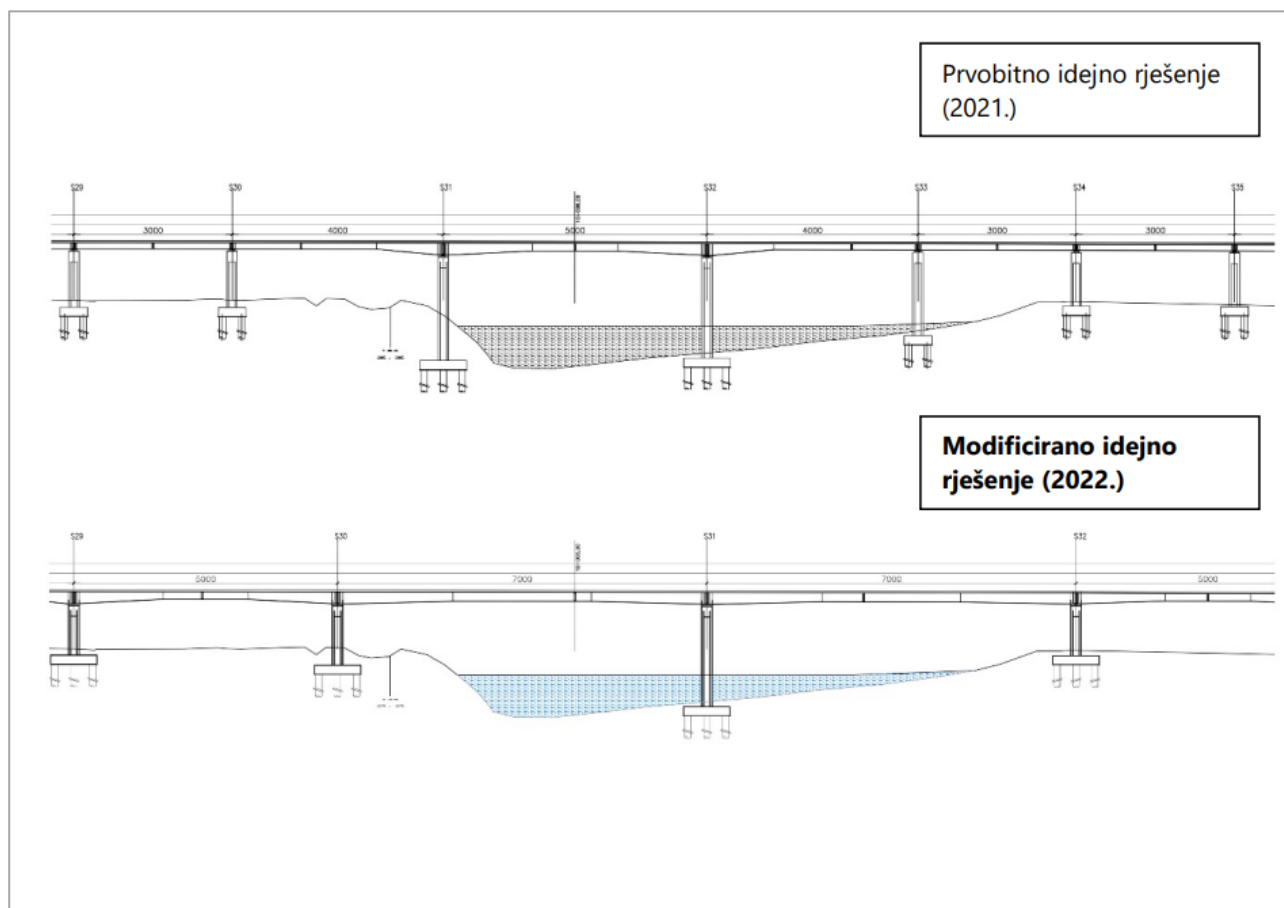 Prvobitno idejno rješenje
(2021.)
S29 S30 S31 S32 S33 S34 S35
3000 4000 5000 4000 3000 3000
Modificirano idejno
rješenje (2022.)
S29 S30 S31 S32
5000 7000 7000 5000